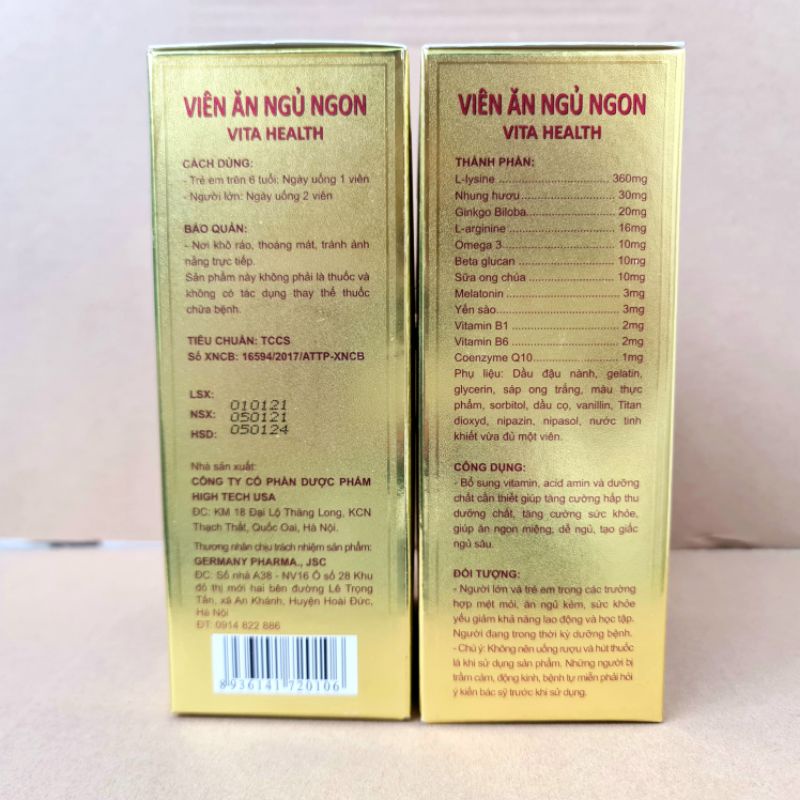 VIÊN ĂN NGỦ NGON
VITA HEALTH
CÁCH DÙNG:
- Trẻ em trên 6 tuổi: Ngày uống 1 viên
- Người lớn: Ngày uống 2 viên
BẢO QUẢN:
- Nơi khô ráo, thoáng mát, tránh ánh
nắng trực tiếp.
Sản phẩm này không phải là thuốc và
không có tác dụng thay thế thuốc
chữa bệnh.
TIÊU CHUẨN: TCCS
Số XNCB: 16594/2017/ATTP-XNCB
LSX: 010121
NSX: 050121
HSD: 050124
Nhà sản xuất:
CÔNG TY CỔ PHẦN DƯỢC PHẨM
HIGH TECH USA
ĐC: KM 18 Đại Lộ Thăng Long, KCN
Thạch Thất, Quốc Oai, Hà Nội.
Thương nhân chịu trách nhiệm sản phẩm:
GERMANY PHARMA., JSC
ĐC: Số nhà A38 - NV16 Ô số 28 Khu
đô thị mới hai bên đường Lê Trọng
Tấn, xã An Khánh, Huyện Hoài Đức,
Hà Nội
ĐT: 0914 822 886
8936141720106
VIÊN ĂN NGỦ NGON
VITA HEALTH
THÀNH PHẦN:
L-lysine ........................ 360mg
Nhung hươu ........................ 30mg
Ginkgo Biloba........................ 20mg
L-arginine ........................ 16mg
Omega 3........................ 10mg
Beta glucan ........................ 10mg
Sữa ong chúa ........................ 10mg
Melatonin ........................ 3mg
Yến sào........................ 3mg
Vitamin B1 ........................ 2mg
Vitamin B6 ........................ 2mg
Coenzyme Q10........................ 1mg
Phụ liệu: Dầu đậu nành, gelatin,
glycerin, sáp ong trắng, màu thực
phẩm, sorbitol, dầu cọ, vanillin, Titan
dioxyd, nipazin, nipasol, nước tinh
khiết vừa đủ một viên.
CÔNG DỤNG:
- Bổ sung vitamin, acid amin và dưỡng
chất cần thiết giúp tăng cường hấp thu
dưỡng chất, tăng cường sức khỏe,
giúp ăn ngon miệng, dễ ngủ, tạo giấc
ngủ sâu.
ĐỐI TƯỢNG:
- Người lớn và trẻ em trong các trường
hợp mệt mỏi, ăn ngủ kém, sức khỏe
yếu giảm khả năng lao động và học tập.
Người đang trong thời kỳ dưỡng bệnh.
- Chú ý: Không nên uống rượu và hút thuốc
lá khi sử dụng sản phẩm. Những người bị
trầm cảm, động kinh, bệnh tự miễn phải hỏi
ý kiến bác sỹ trước khi sử dụng.